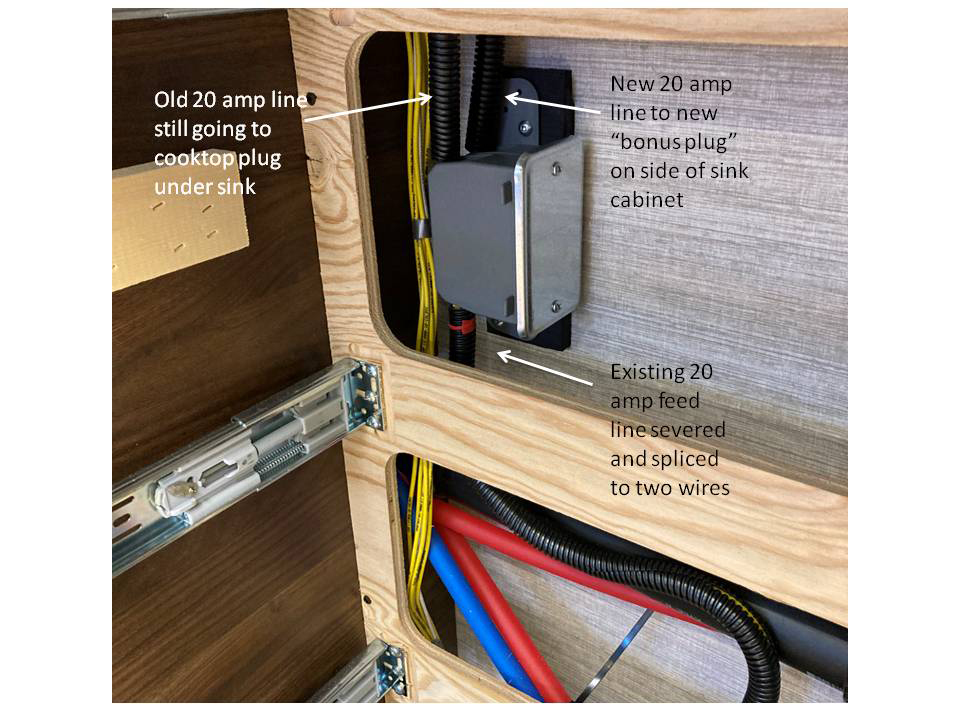 Old 20 amp line
still going to
cooktop plug
under sink
New 20 amp
line to new
“bonus plug”
on side of sink
cabinet
Existing 20
amp feed
line severed
and spliced
to two wires